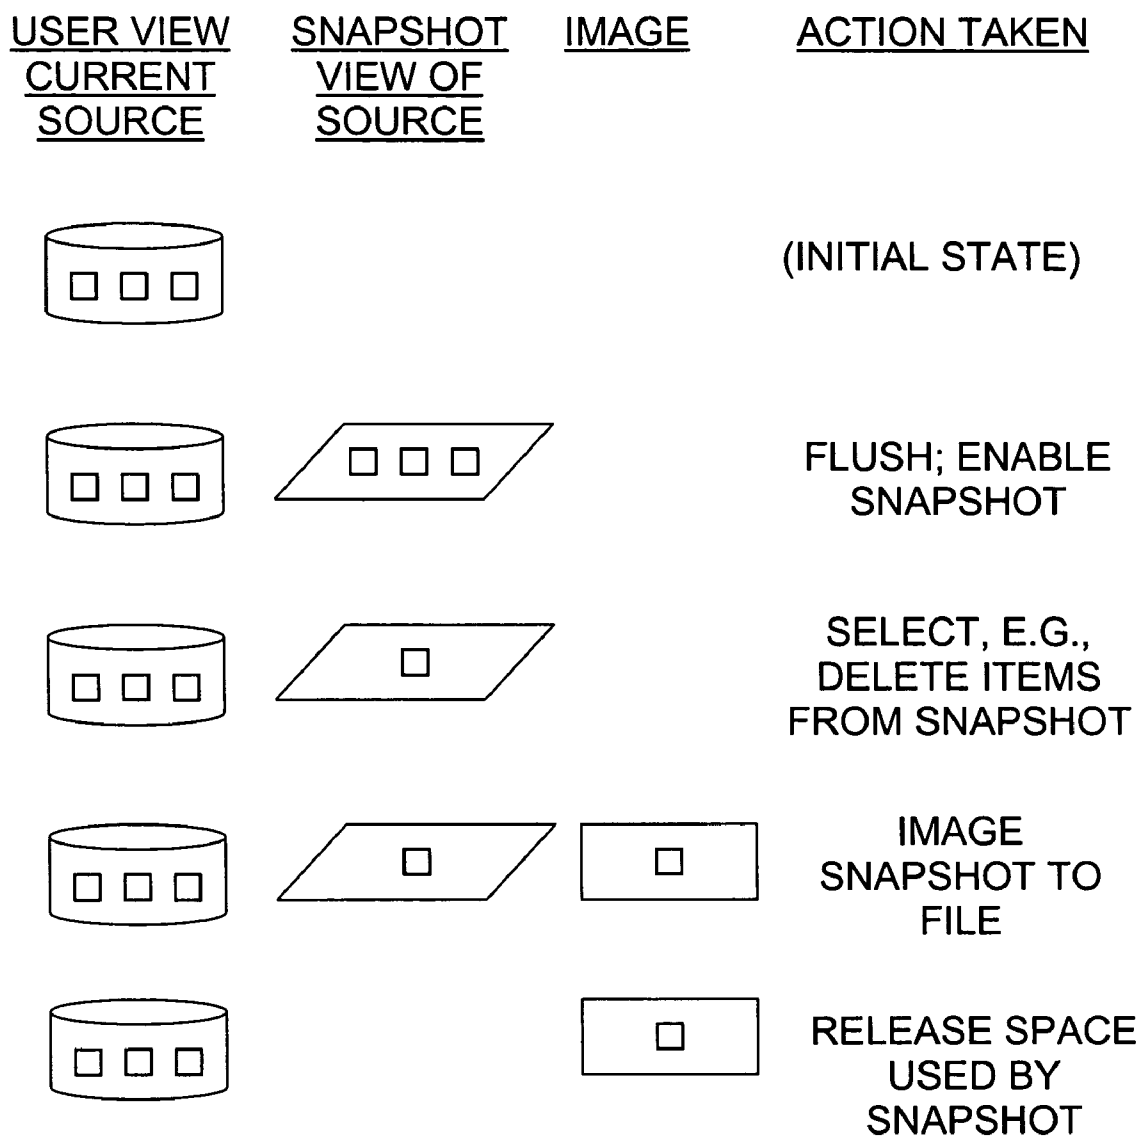 USER VIEW
CURRENT
SOURCE
SNAPSHOT
VIEW OF
SOURCE
IMAGE
ACTION TAKEN
(INITIAL STATE)
FLUSH; ENABLE
SNAPSHOT
SELECT, E.G.,
DELETE ITEMS
FROM SNAPSHOT
IMAGE
SNAPSHOT TO
FILE
RELEASE SPACE
USED BY
SNAPSHOT